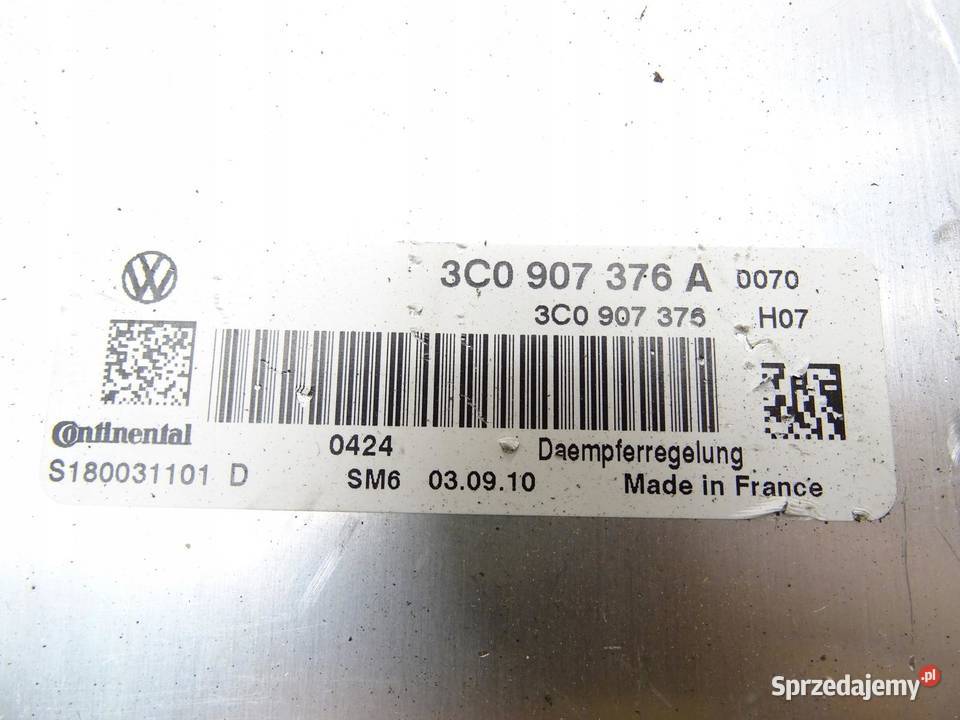 3C0 907 376 A 0070
3C0 907 376 H07
Continental
0424 Daempferregelung
S180031101 D SM6 03.09.10 Made in France
Sprzedajemy.pl